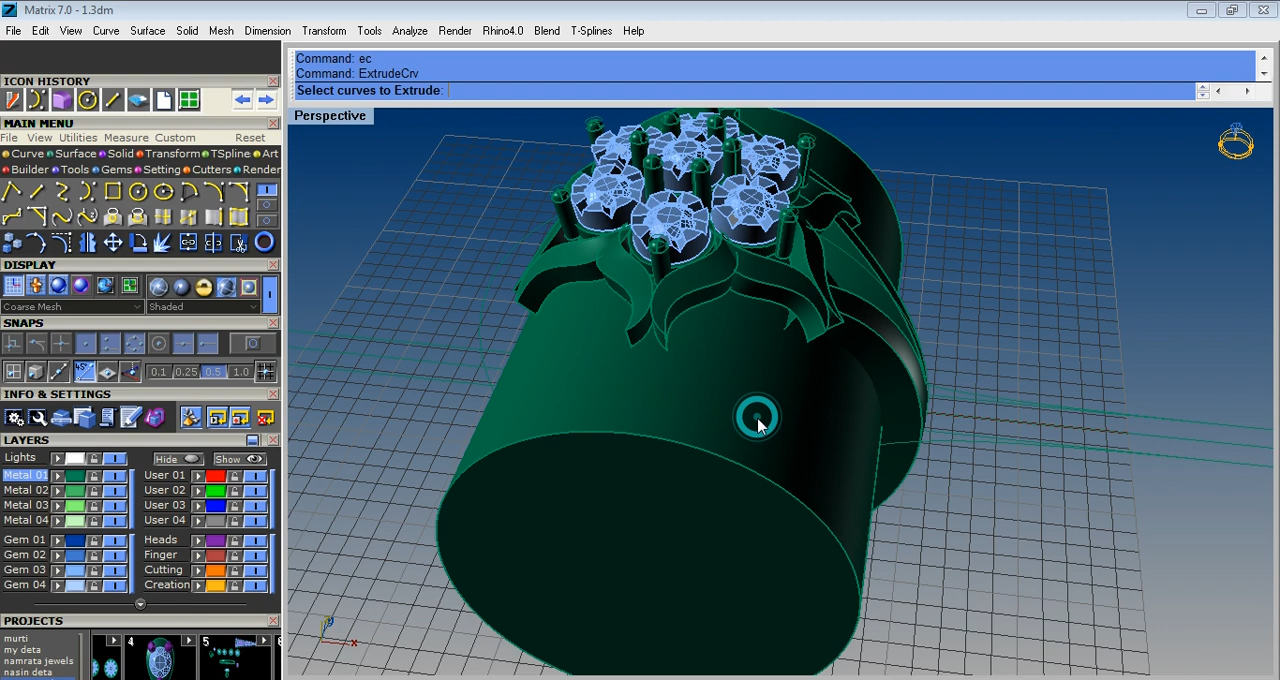 Matrix 7.0 - 1.3dm
File Edit View Curve Surface Solid Mesh Dimension Transform Tools Analyze Render Rhino4.0 Blend T-Splines Help
Command: ec
Command: ExtrudeCrv
Select curves to Extrude:
Perspective
ICON HISTORY
MAIN MENU
File View Utilities Measure Custom Reset
Curve Surface Solid Transform TSpline Art
Builder Tools Gems Setting Cutters Render
DISPLAY
Coarse Mesh Shaded
SNAPS
45° 0.1 0.25 0.5 1.0
INFO & SETTINGS
LAYERS
Lights Hide Show
Metal 01 User 01
Metal 02 User 02
Metal 03 User 03
Metal 04 User 04
Gem 01 Heads
Gem 02 Finger
Gem 03 Cutting
Gem 04 Creation
PROJECTS
murti
my deta
namrata jewels
nasin deta
4 5
x